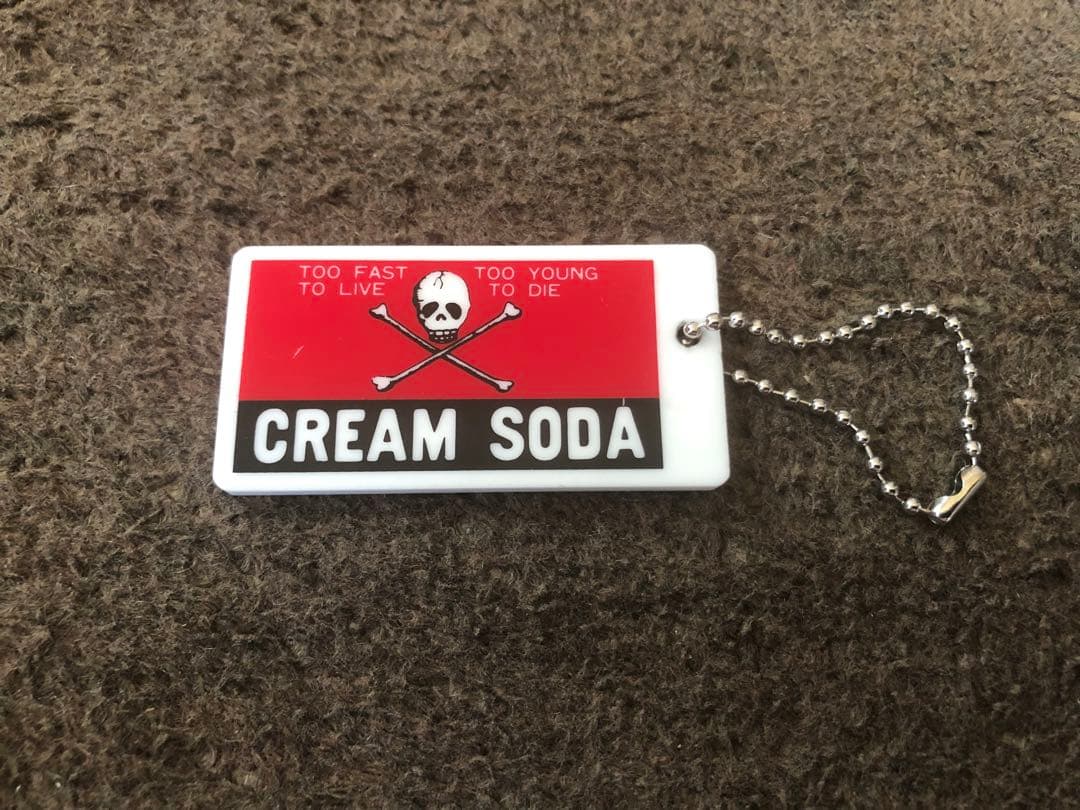 TOO FAST TOO YOUNG
TO LIVE TO DIE
CREAM SODA